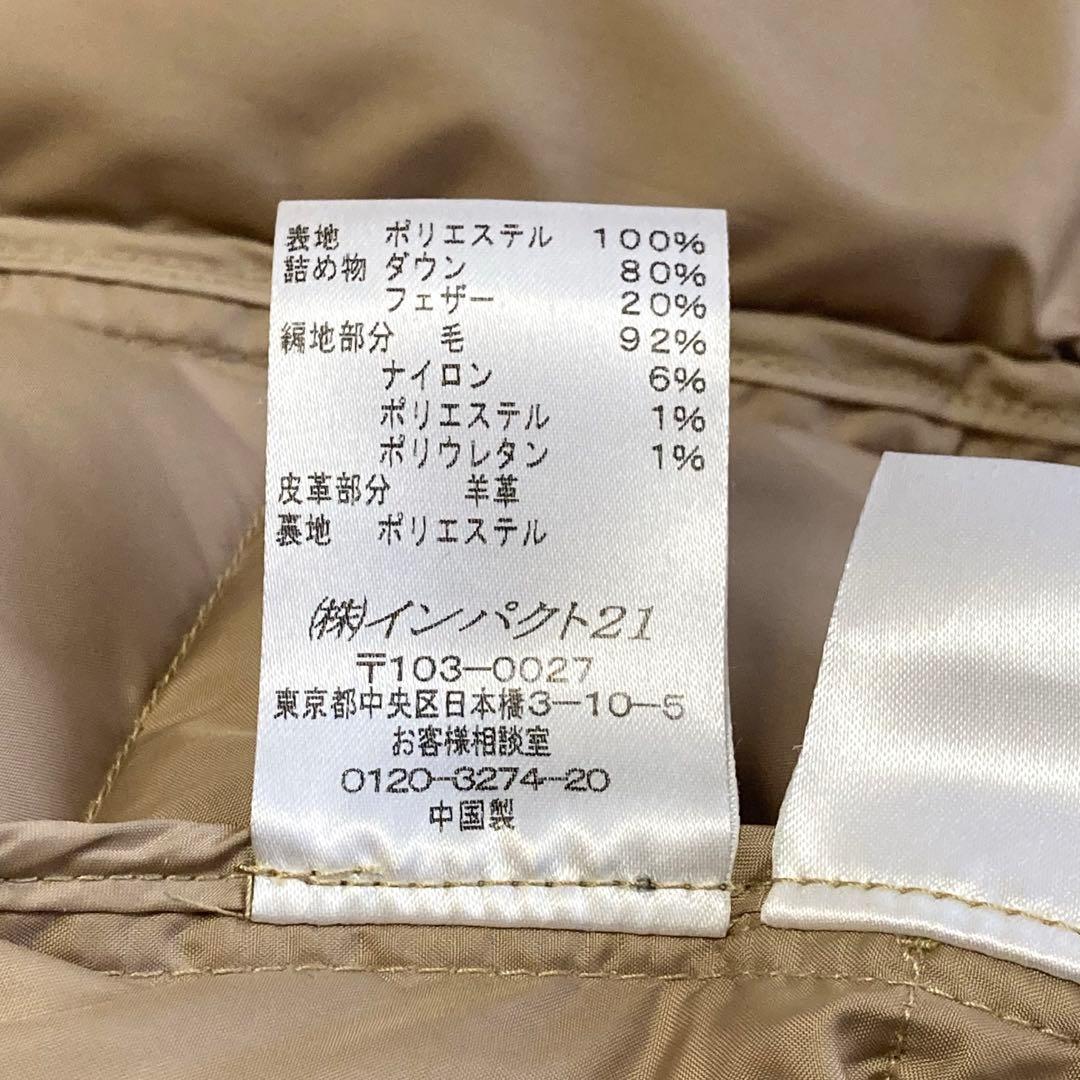 表地 ポリエステル 100%
詰め物 ダウン 80%
フェザー 20%
編地部分 毛 92%
ナイロン 6%
ポリエステル 1%
ポリウレタン 1%
皮革部分 羊革
裏地 ポリエステル
(株)インパクト21
〒103-0027
東京都中央区日本橋3-10-5
お客様相談室
0120-3274-20
中国製